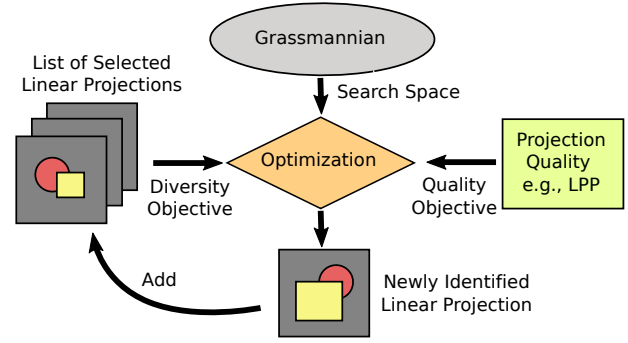 Grassmannian
List of Selected
Linear Projections
Search Space
Optimization
Projection
Quality
e.g., LPP
Diversity
Objective
Quality
Objective
Add
Newly Identified
Linear Projection